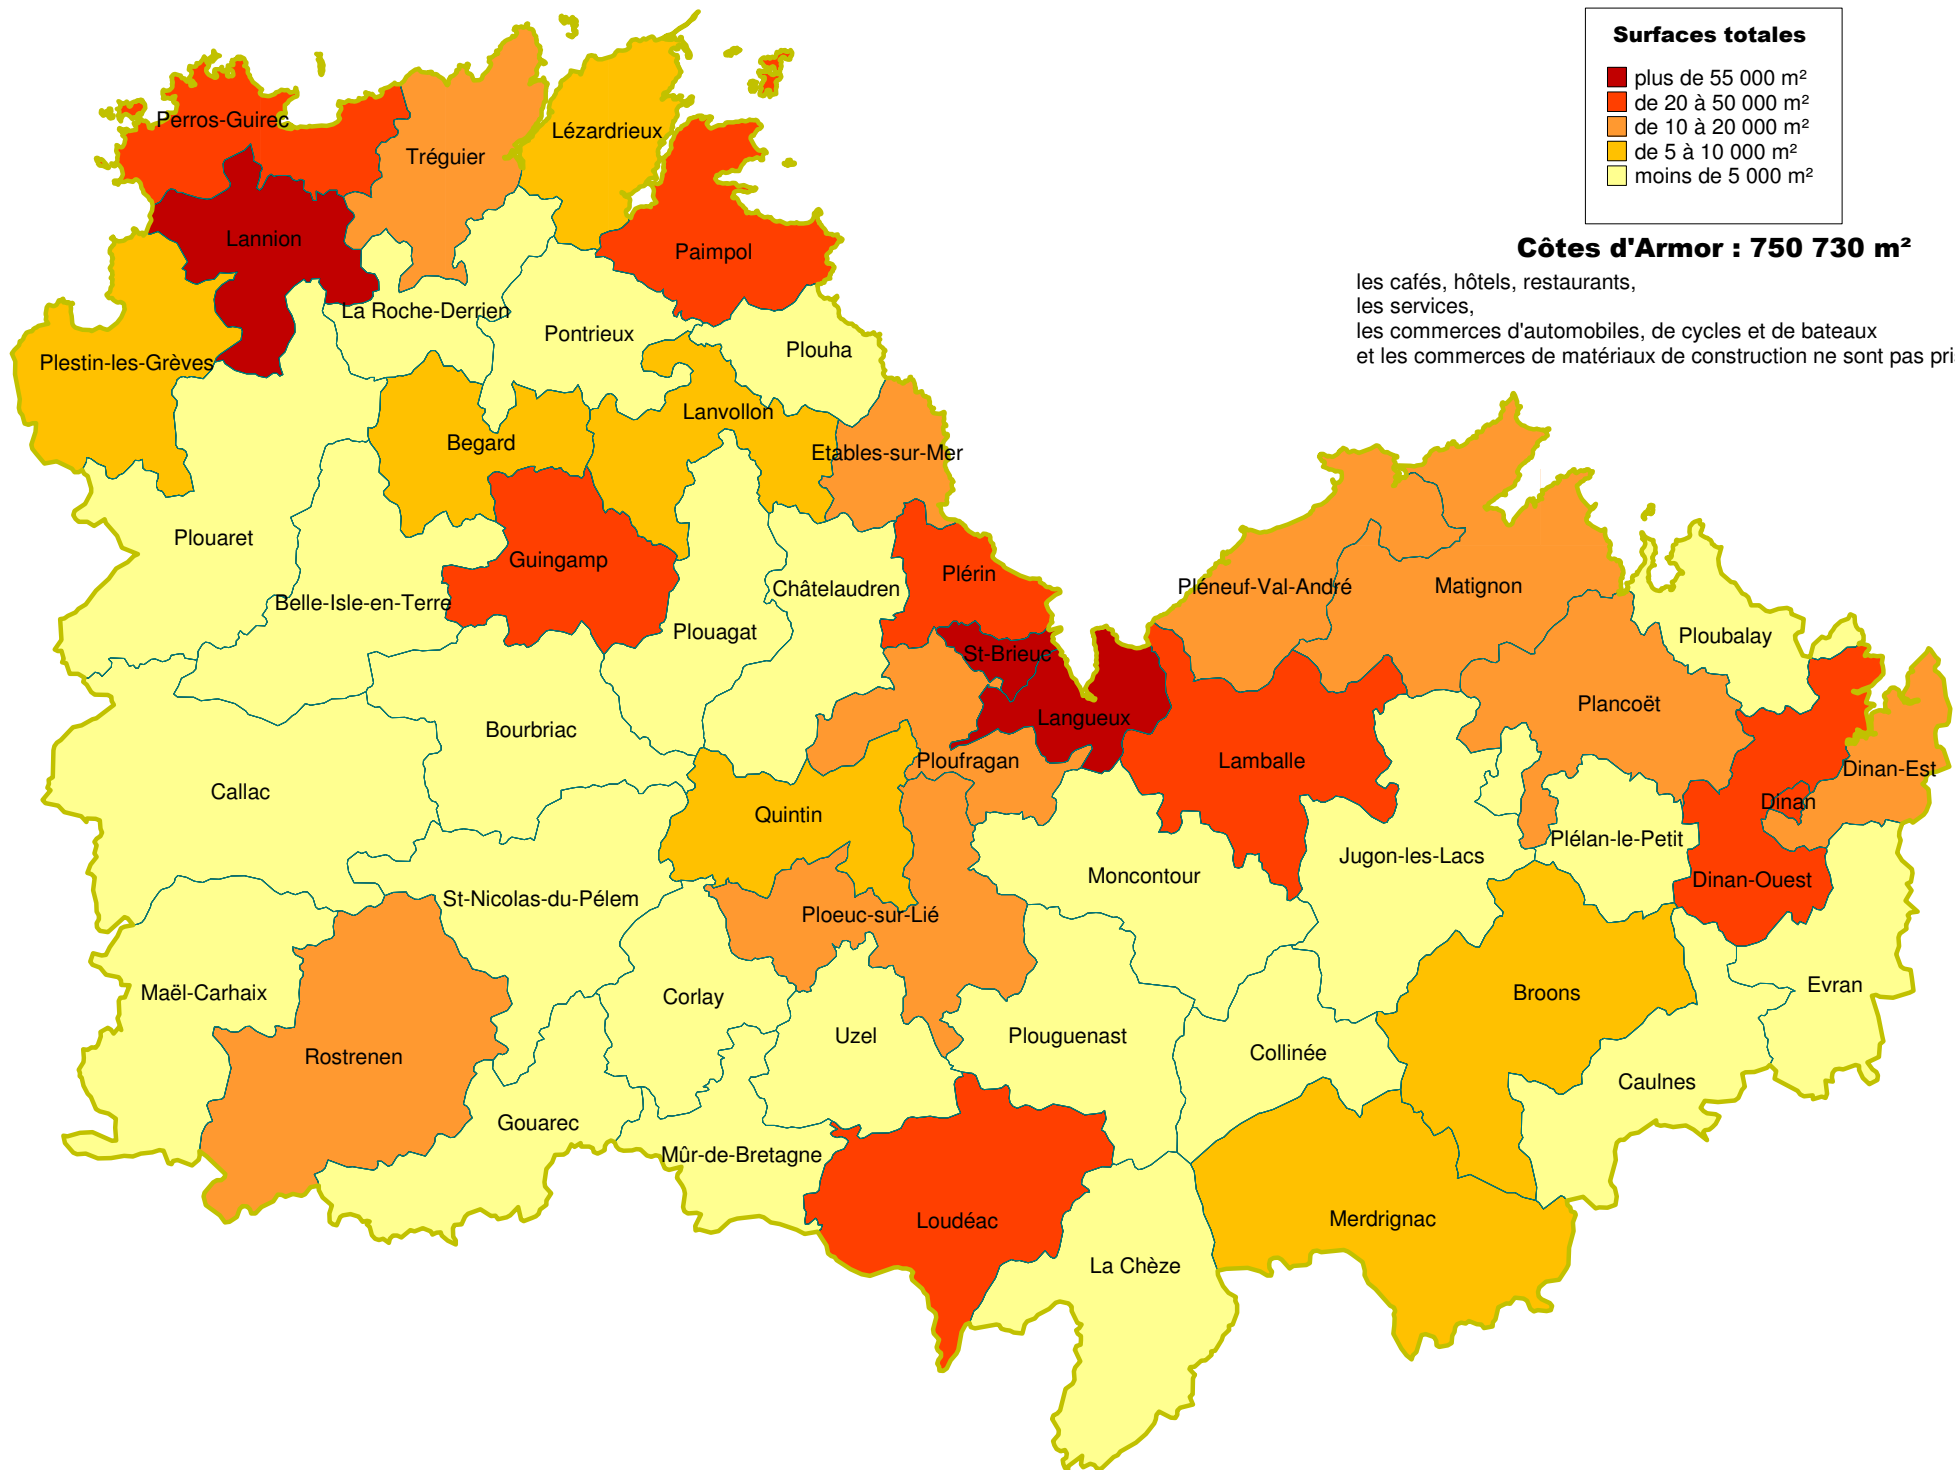 Surfaces totales
plus de 55 000 m²
de 20 à 50 000 m²
de 10 à 20 000 m²
de 5 à 10 000 m²
moins de 5 000 m²
Côtes d'Armor : 750 730 m²
les cafés, hôtels, restaurants,
les services,
les commerces d'automobiles, de cycles et de bateaux
et les commerces de matériaux de construction ne sont pas pri
Perros-Guirec
Tréguier
Lézardrieux
Lannion
Paimpol
La Roche-Derrien
Pontrieux
Plouha
Plestin-les-Grèves
Lanvollon
Begard
Etables-sur-Mer
Plouaret
Guingamp
Plérin
Châtelaudren
Pléneuf-Val-André
Matignon
Belle-Isle-en-Terre
Plouagat
Ploubalay
St-Brieuc
Plancoët
Langueux
Bourbriac
Ploufragan
Lamballe
Dinan-Est
Callac
Dinan
Quintin
Plélan-le-Petit
Jugon-les-Lacs
Moncontour
Dinan-Ouest
St-Nicolas-du-Pélem
Ploeuc-sur-Lié
Maël-Carhaix
Corlay
Broons
Evran
Uzel
Plouguenast
Rostrenen
Collinée
Caulnes
Gouarec
Mûr-de-Bretagne
Loudéac
Merdrignac
La Chèze